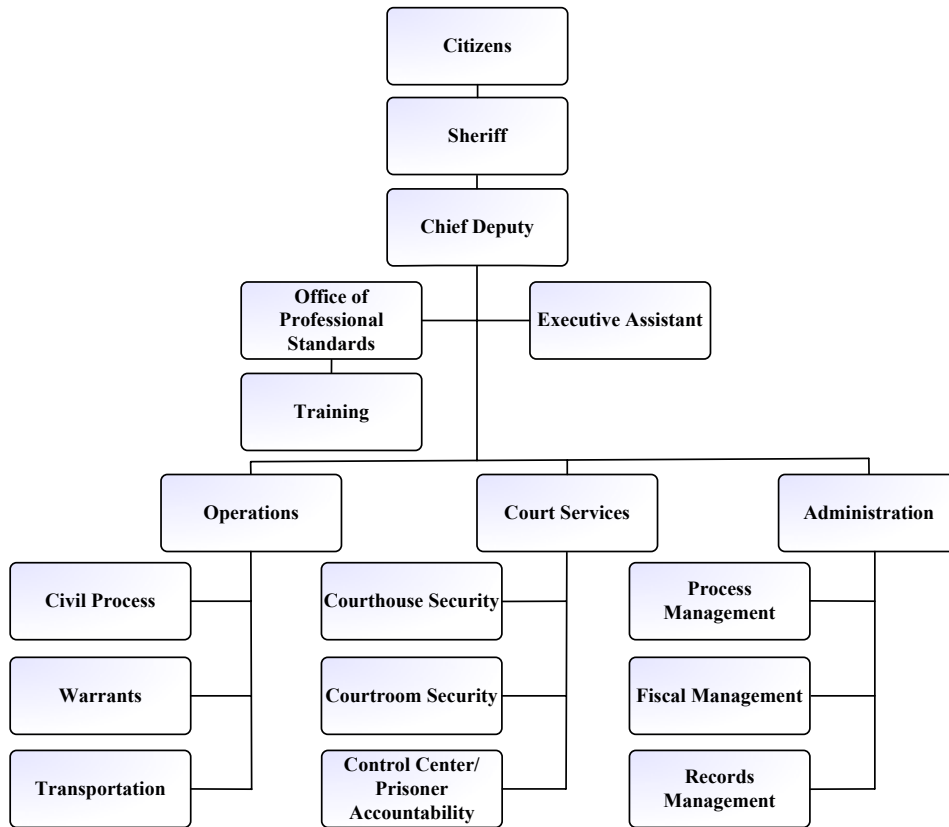 Citizens
Sheriff
Chief Deputy
Office of
Professional
Standards
Executive Assistant
Training
Operations
Court Services
Administration
Civil Process
Courthouse Security
Process
Management
Warrants
Courtroom Security
Fiscal Management
Transportation
Control Center/
Prisoner
Accountability
Records
Management